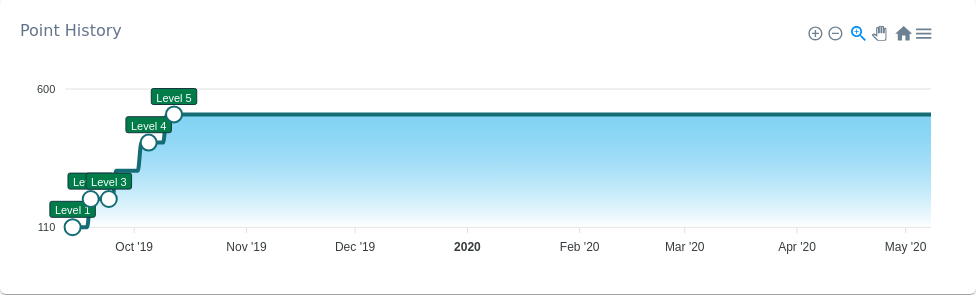 Point History
600
Level 5
Level 4
Le
Level 3
Level 1
110
Oct '19
Nov '19
Dec '19
2020
Feb '20
Mar '20
Apr '20
May '20